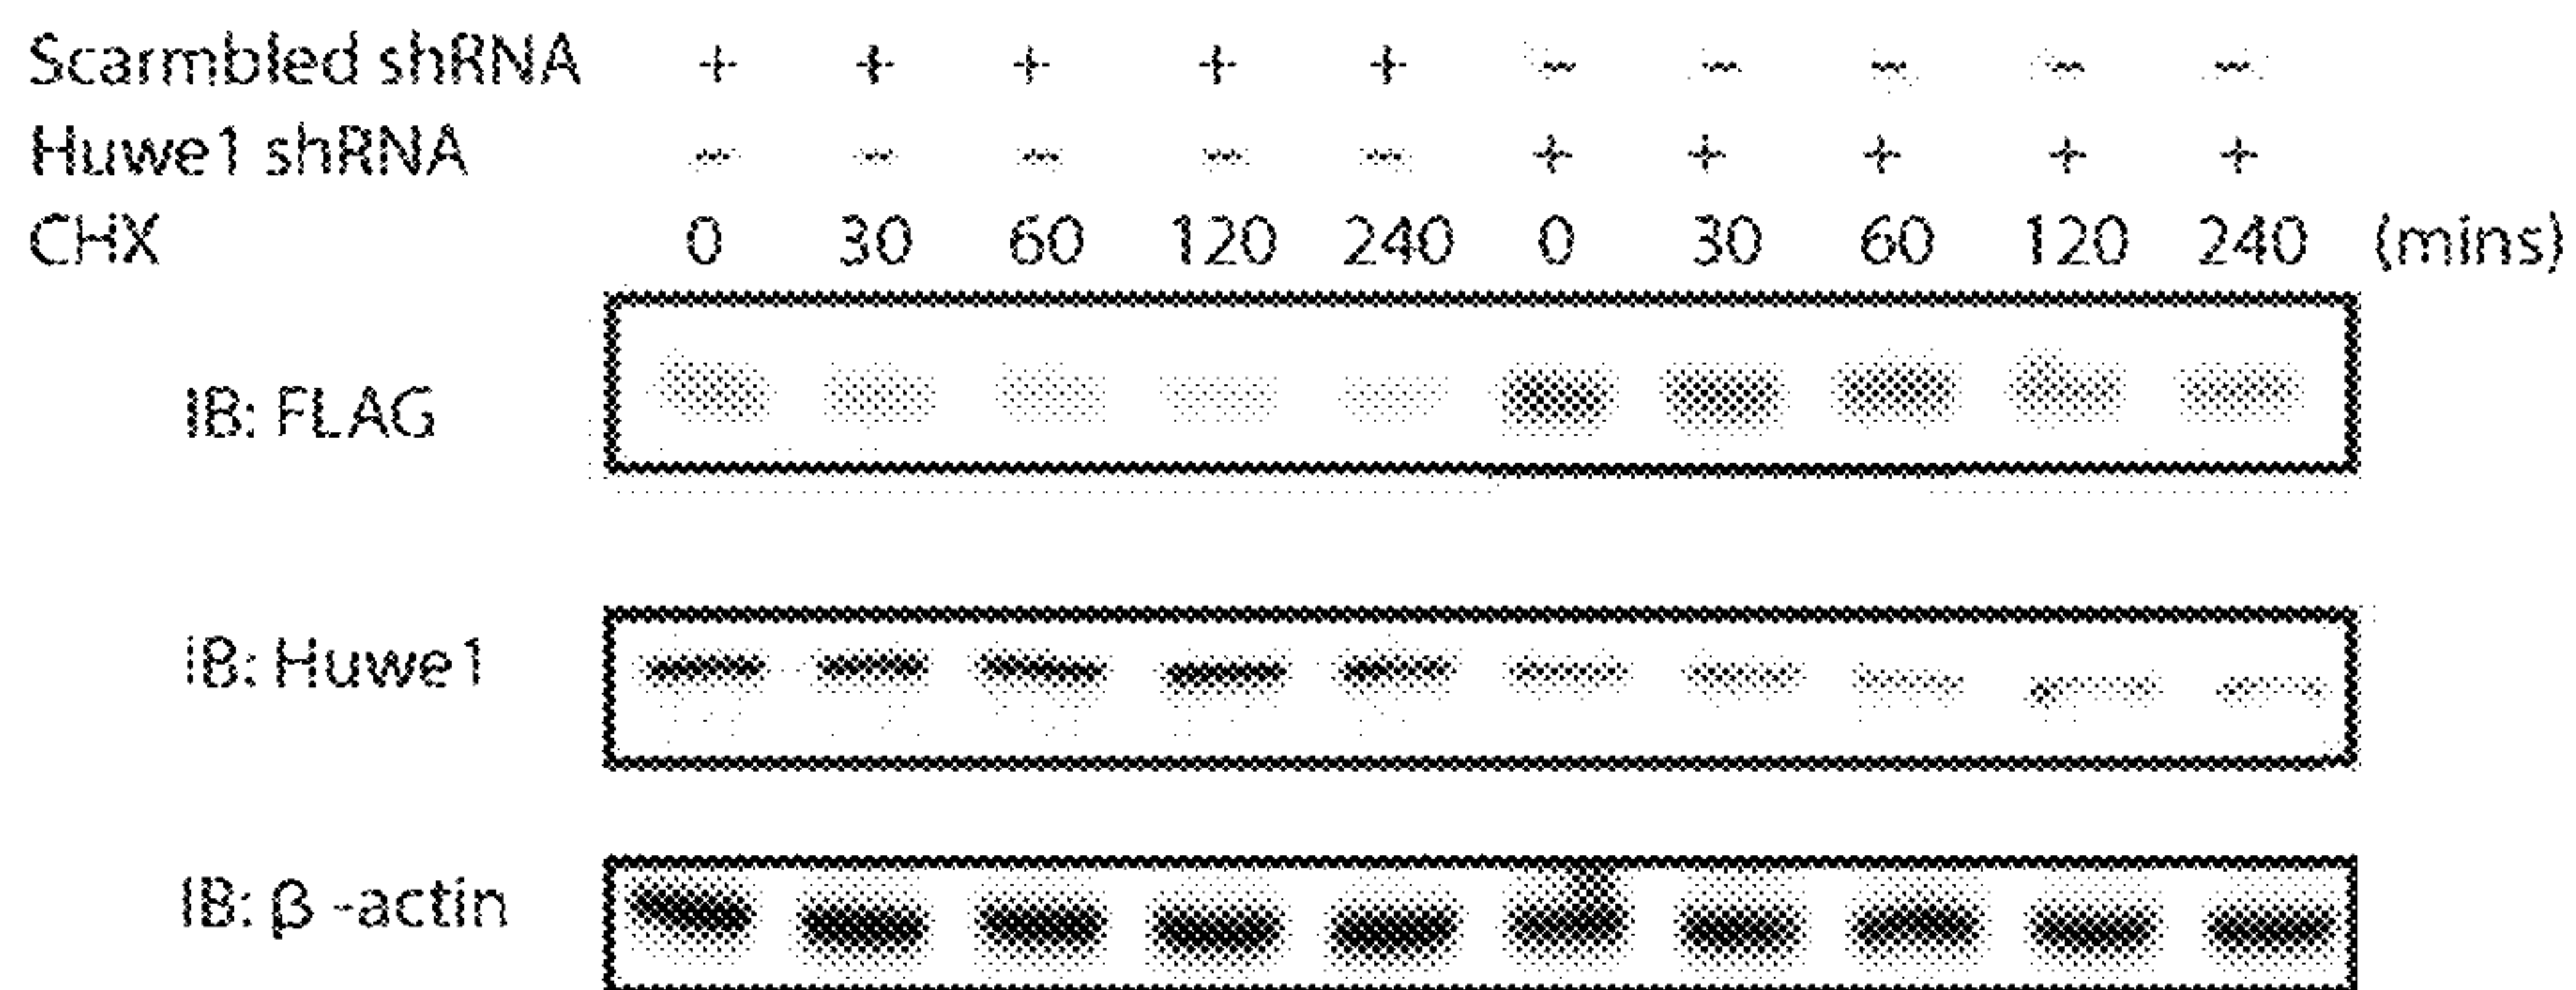 Scarmbled shRNA + + + + + - - - - -
Huwe1 shRNA - - - - - + + + + +
CHX 0 30 60 120 240 0 30 60 120 240 (mins)
IB: FLAG
IB: Huwe1
IB: β -actin